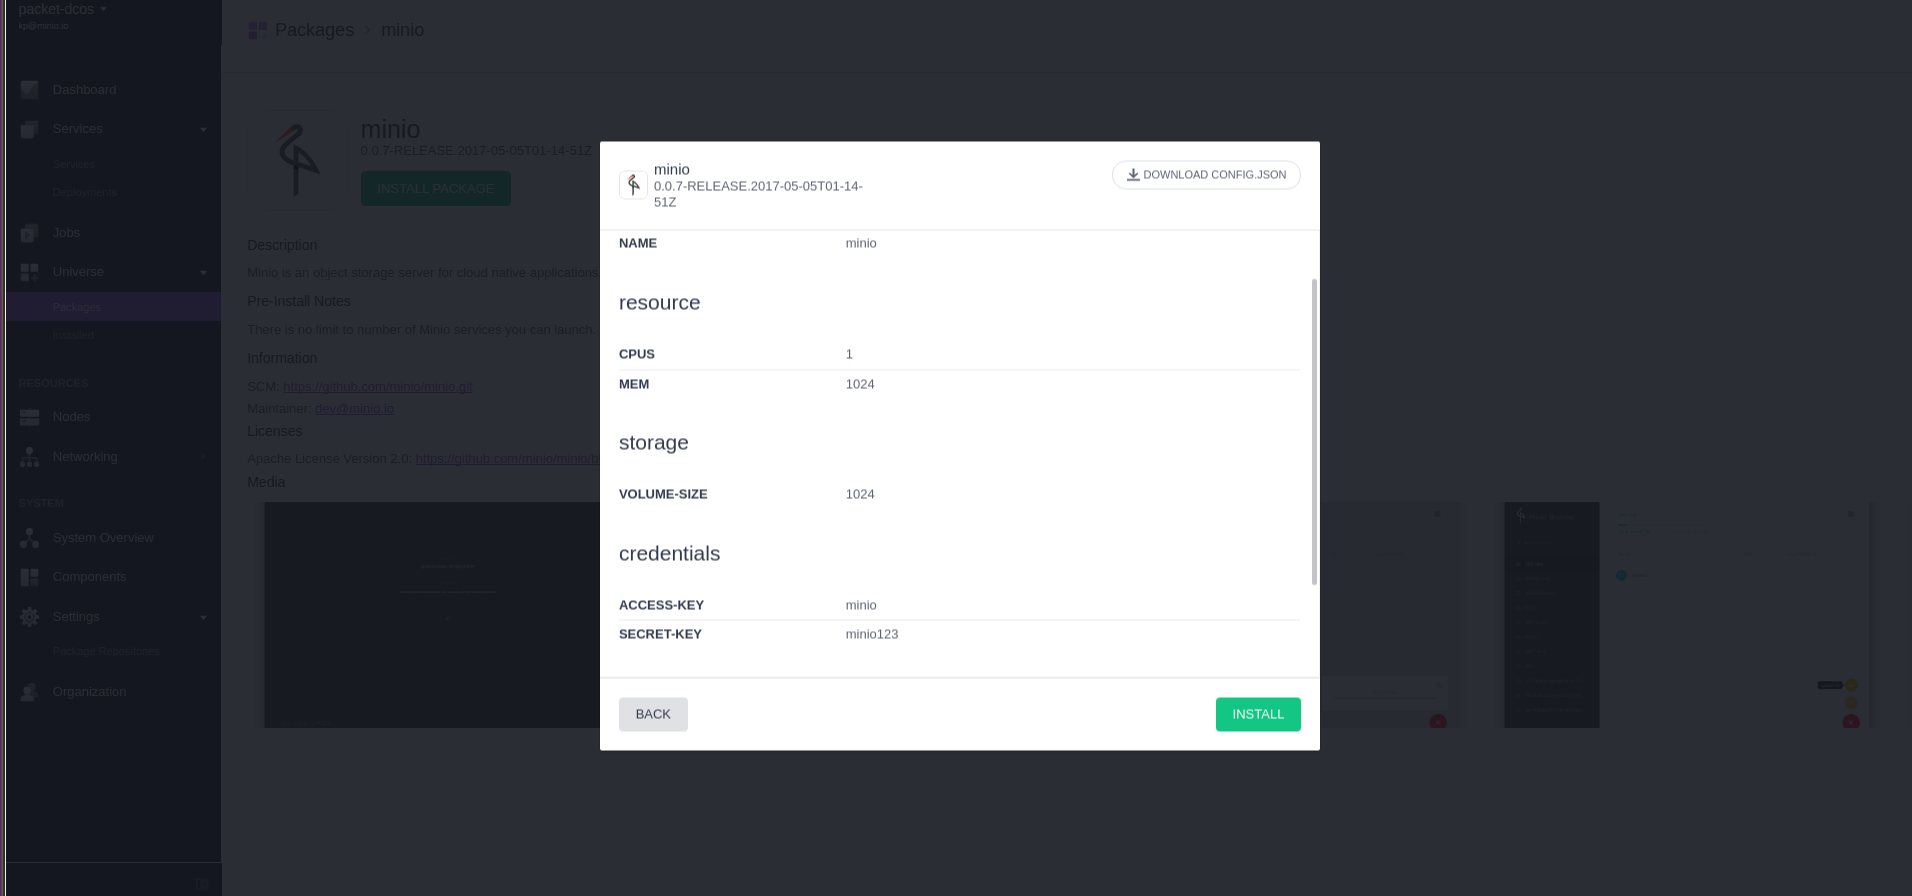 packet-dcos
kp@minio.io
Packages > minio
Dashboard
Services
Services
Deployments
Jobs
Universe
Packages
Installed
RESOURCES
Nodes
Networking
SYSTEM
System Overview
Components
Settings
Package Repositories
Organization
minio
0.0.7-RELEASE.2017-05-05T01-14-51Z
INSTALL PACKAGE
Description
Minio is an object storage server for cloud native applications
Pre-Install Notes
There is no limit to number of Minio services you can launch.
Information
SCM: https://github.com/minio/minio.git
Maintainer: dev@minio.io
Licenses
Apache License Version 2.0: https://github.com/minio/minio/b
Media
minio
0.0.7-RELEASE.2017-05-05T01-14-
51Z
DOWNLOAD CONFIG.JSON
NAME minio
resource
CPUS 1
MEM 1024
storage
VOLUME-SIZE 1024
credentials
ACCESS-KEY minio
SECRET-KEY minio123
BACK
INSTALL